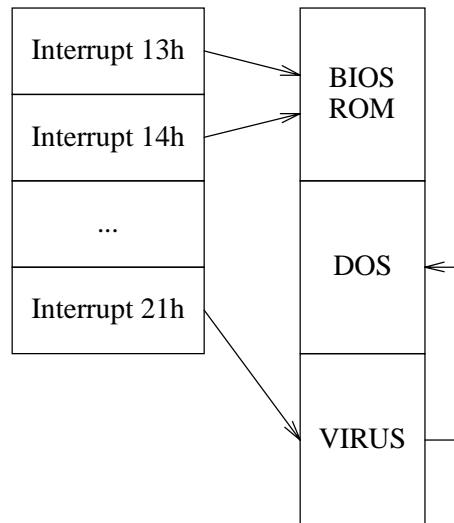 Interrupt 13h
Interrupt 14h
...
Interrupt 21h
BIOS
ROM
DOS
VIRUS